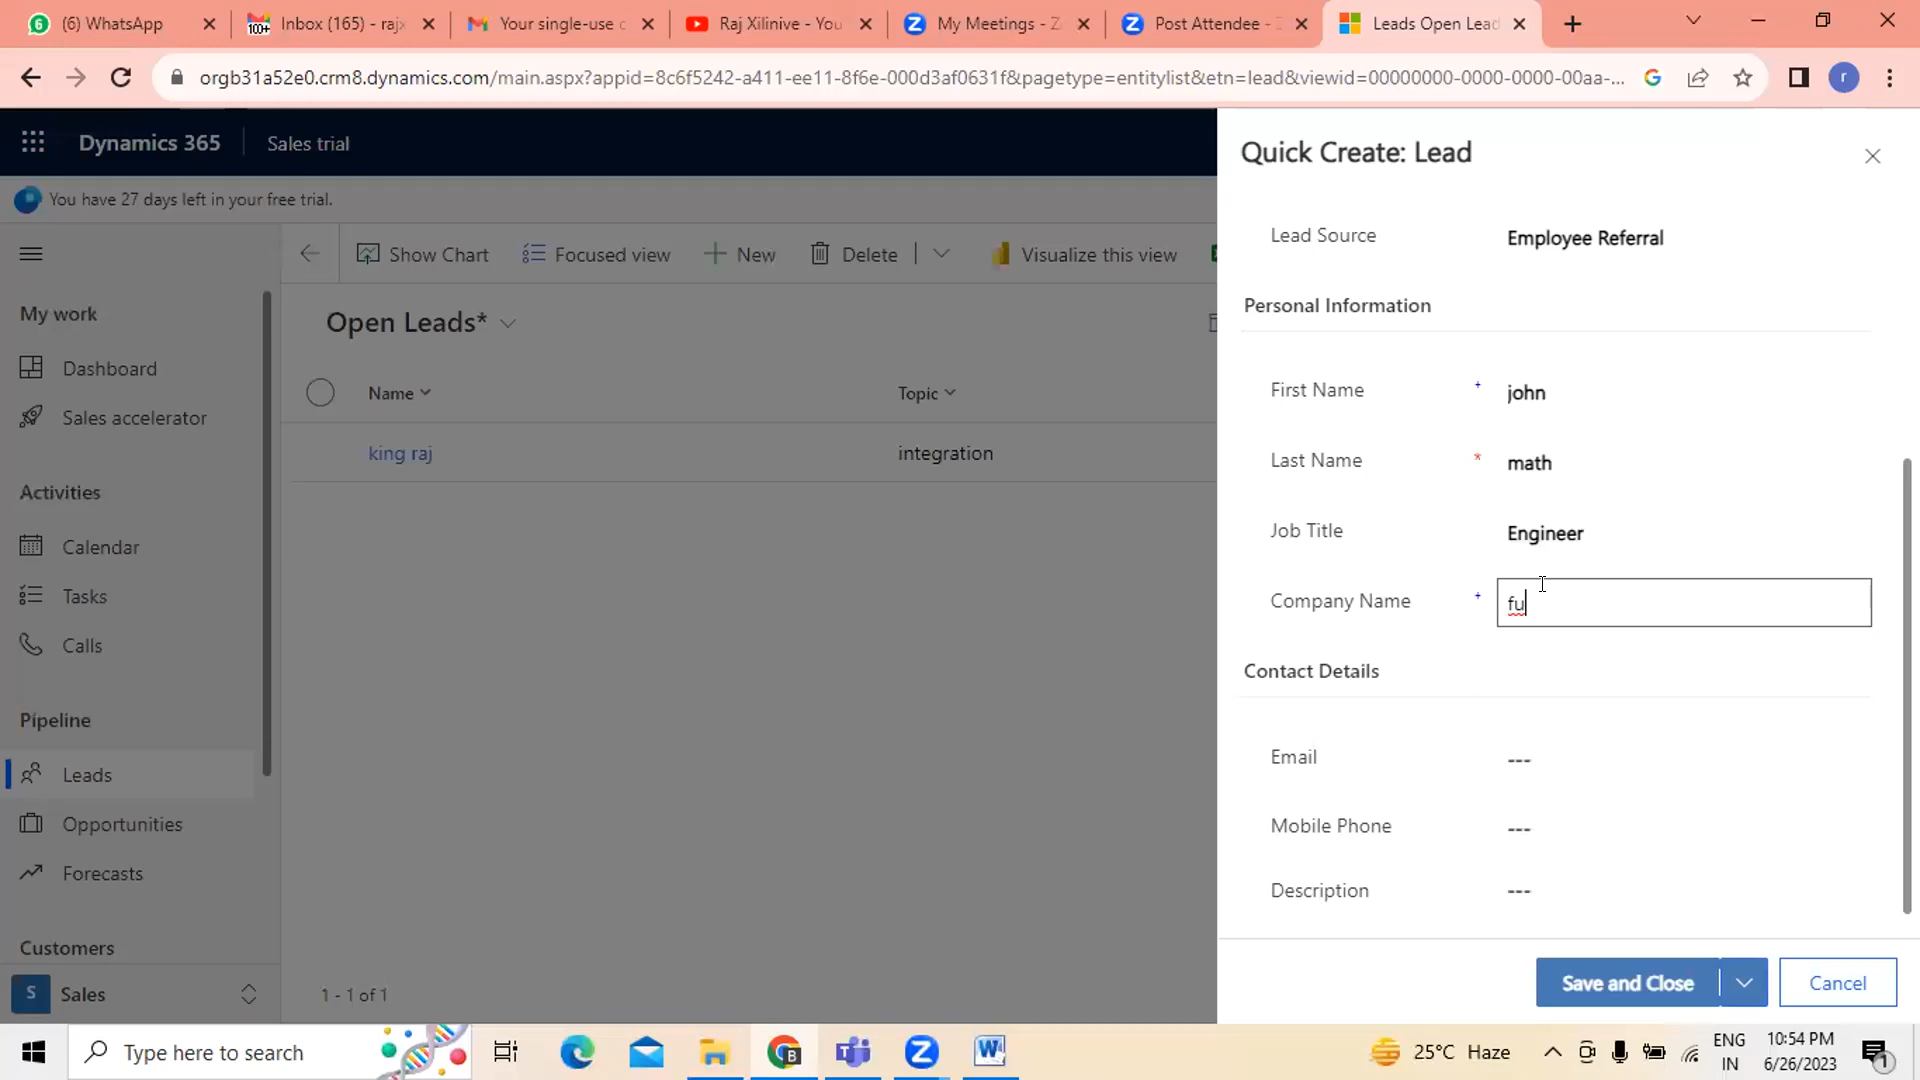 (6) WhatsApp
Inbox (165) - rajx
Your single-use c
Raj Xilinive - You
My Meetings - Z
Post Attendee - Z
Leads Open Lead
orgb31a52e0.crm8.dynamics.com/main.aspx?appid=8c6f5242-a411-ee11-8f6e-000d3af0631f&pagetype=entitylist&etn=lead&viewid=00000000-0000-0000-00aa-...
r
Dynamics 365
Sales trial
You have 27 days left in your free trial.
Show Chart
Focused view
New
Delete
Visualize this view
My work
Dashboard
Sales accelerator
Activities
Calendar
Tasks
Calls
Pipeline
Leads
Opportunities
Forecasts
Customers
S Sales
Open Leads*
Name
Topic
king raj
integration
1 - 1 of 1
Quick Create: Lead
Lead Source
Employee Referral
Personal Information
First Name
+
john
Last Name
*
math
Job Title
Engineer
Company Name
+
fu
Contact Details
Email
---
Mobile Phone
---
Description
---
Save and Close
Cancel
Type here to search
25°C Haze
ENG
IN
10:54 PM
6/26/2023
1